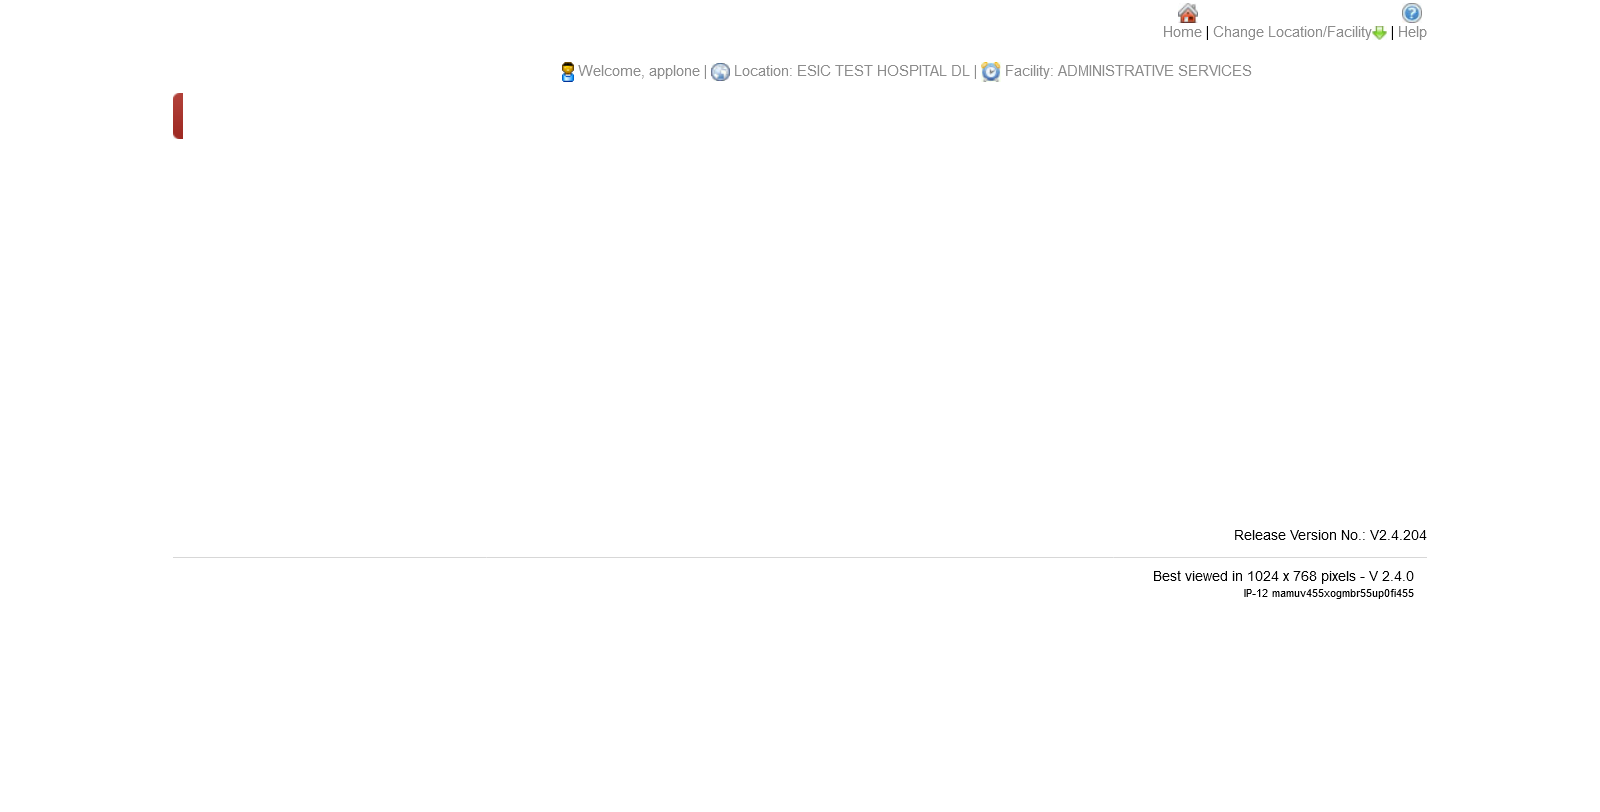 Home | Change Location/Facility | Help
Welcome, applone | Location: ESIC TEST HOSPITAL DL | Facility: ADMINISTRATIVE SERVICES
Release Version No.: V2.4.204
Best viewed in 1024 x 768 pixels - V 2.4.0
IP-12 mamuv455xogmbr55up0fi455